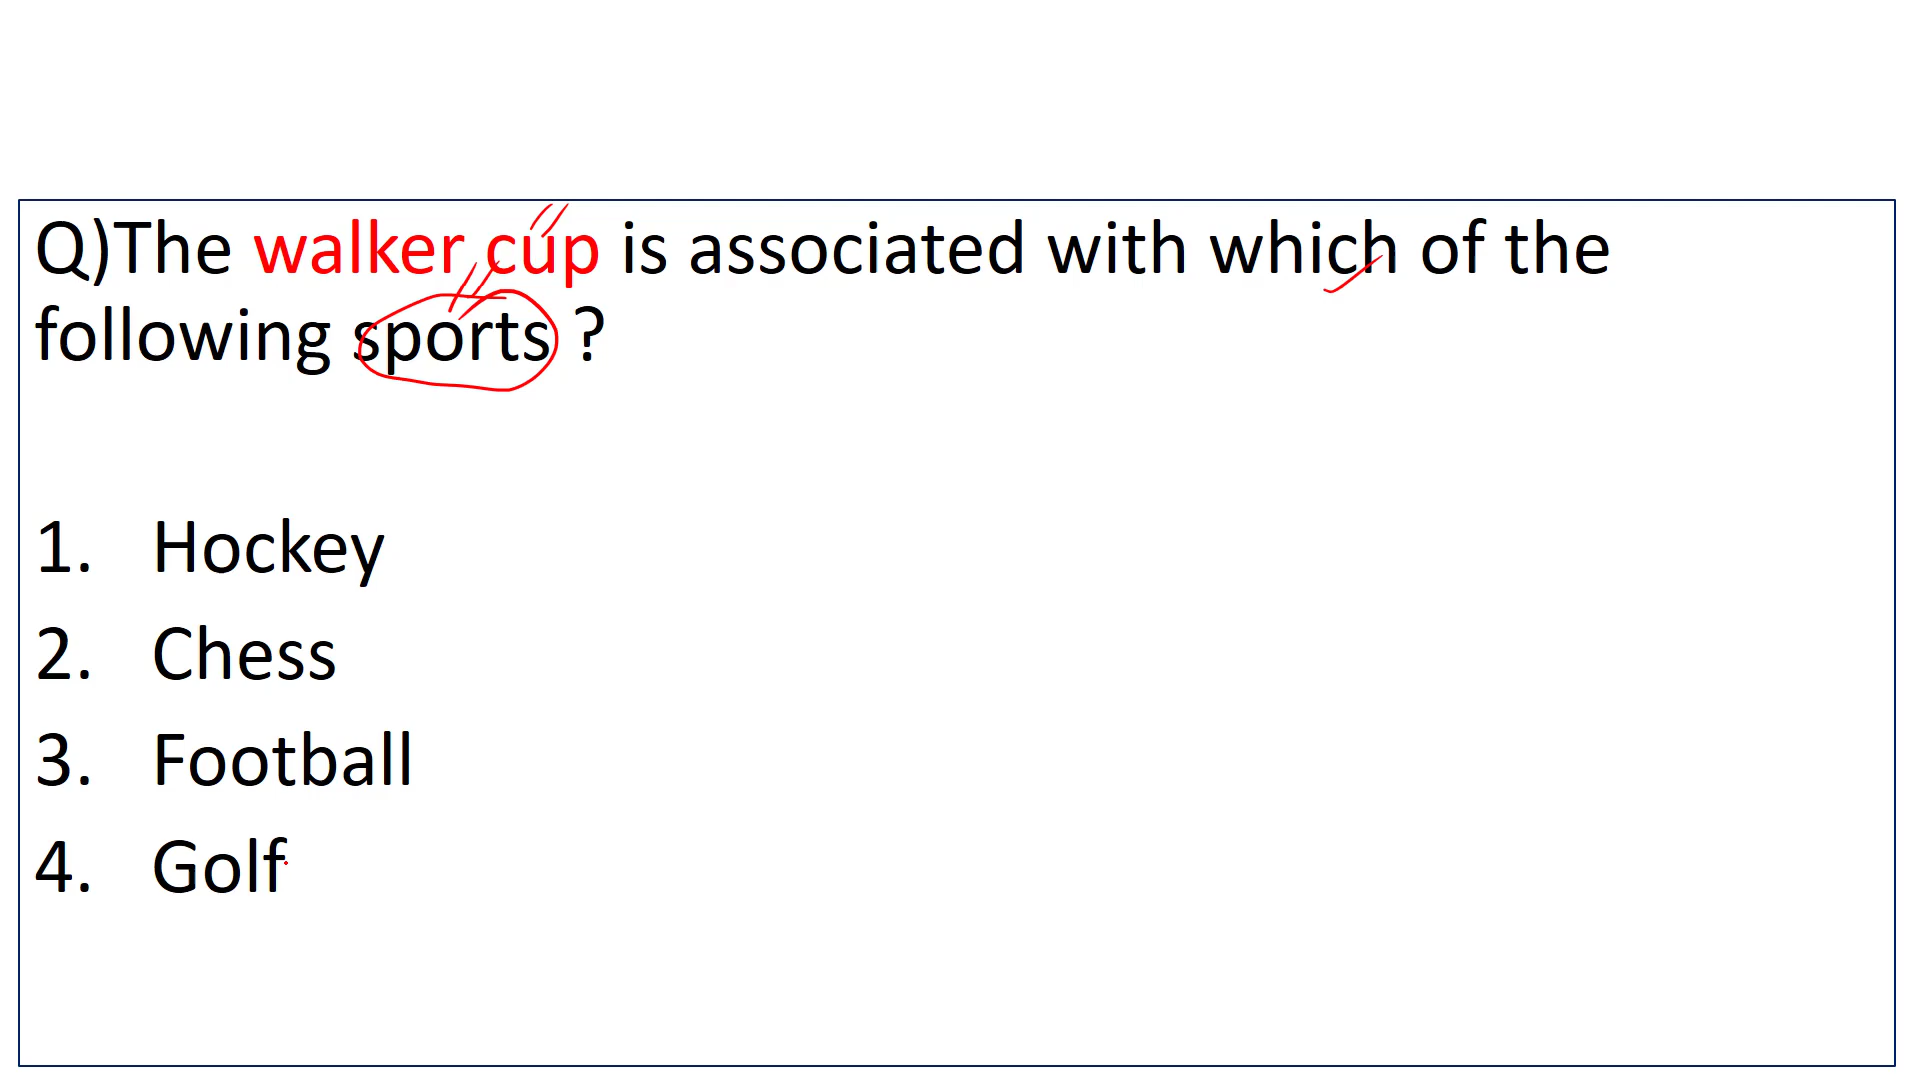 Q)The walker cup is associated with which of the
following sports ?
1. Hockey
2. Chess
3. Football
4. Golf